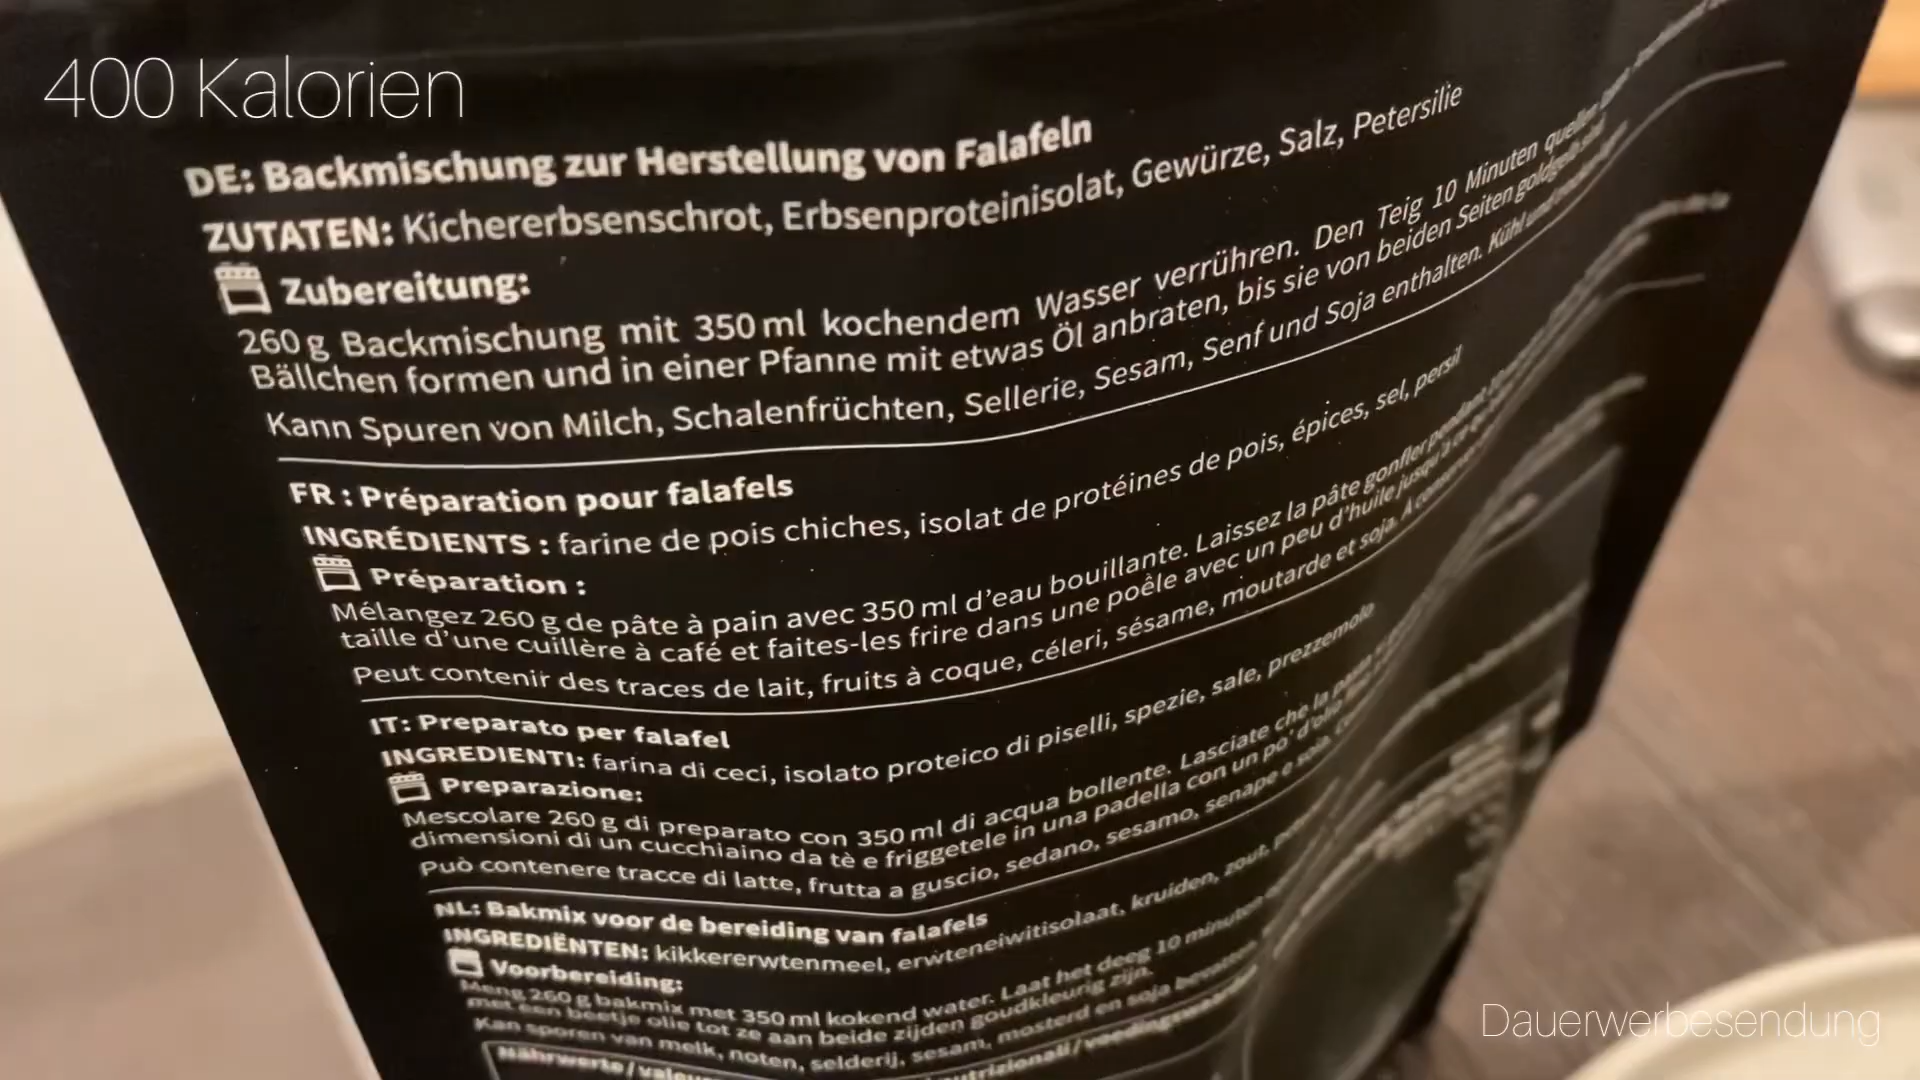 400 Kalorien
DE: Backmischung zur Herstellung von Falafeln
ZUTATEN: Kichererbsenschrot, Erbsenproteinisolat, Gewürze, Salz, Petersilie
Zubereitung:
260 g Backmischung mit 350 ml kochendem Wasser verrühren. Den Teig 10 Minuten quellen
Bällchen formen und in einer Pfanne mit etwas Öl anbraten, bis sie von beiden Seiten goldgelb sind.
Kann Spuren von Milch, Schalenfrüchten, Sellerie, Sesam, Senf und Soja enthalten. Kühl und
FR : Préparation pour falafels
INGRÉDIENTS : farine de pois chiches, isolat de protéines de pois, épices, sel, persil
Préparation :
Mélangez 260 g de pâte à pain avec 350 ml d'eau bouillante. Laissez la pâte gonfler pendant
taille d'une cuillère à café et faites-les frire dans une poêle avec un peu d'huile jusqu'à ce
Peut contenir des traces de lait, fruits à coque, céleri, sésame, moutarde et soja. A
IT: Preparato per falafel
INGREDIENTI: farina di ceci, isolato proteico di piselli, spezie, sale, prezzemolo
Preparazione:
Mescolare 260 g di preparato con 350 ml di acqua bollente. Lasciate che la pasta
dimensioni di un cucchiaino da tè e friggetele in una padella con un po' d'olio
Può contenere tracce di latte, frutta a guscio, sedano, sesamo, senape e soia.
NL: Bakmix voor de bereiding van falafels
INGREDIËNTEN: kikkererwtenmeel, erwteneiwitisolaat, kruiden, zout,
Voorbereiding:
Meng 260 g bakmix met 350 ml kokend water. Laat het deeg 10 minuten
met een beetje olie tot ze aan beide zijden goudkleurig zijn.
Kan sporen van melk, noten, selderij, sesam, mosterd en soja bevatten.
Nährwerte /
Dauerwerbesendung